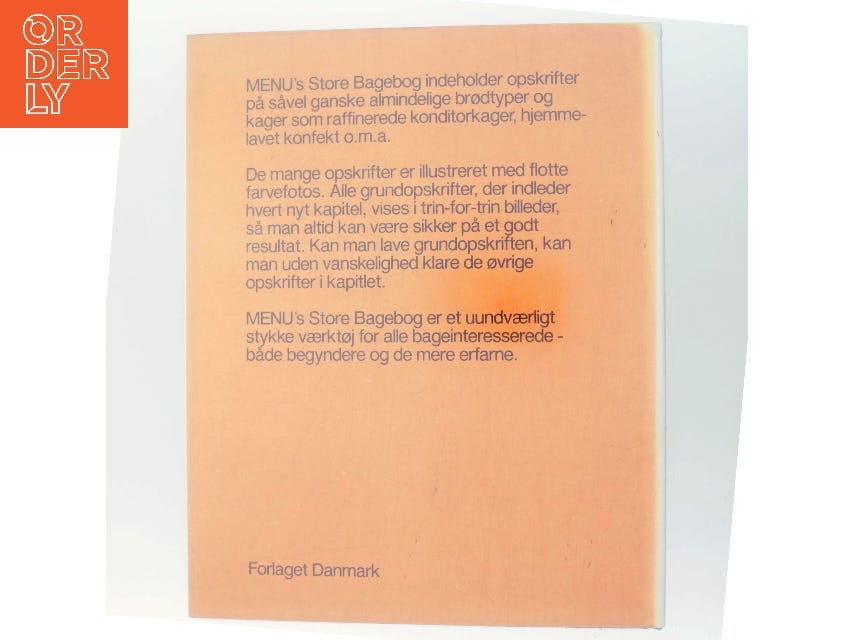 OR
DER
LY
MENU's Store Bagebog indeholder opskrifter
på såvel ganske almindelige brødtyper og
kager som raffinerede konditorkager, hjemme-
lavet konfekt o.m.a.
De mange opskrifter er illustreret med flotte
farvefotos. Alle grundopskrifter, der indleder
hvert nyt kapitel, vises i trin-for-trin billeder,
så man altid kan være sikker på et godt
resultat. Kan man lave grundopskriften, kan
man uden vanskelighed klare de øvrige
opskrifter i kapitlet.
MENU's Store Bagebog er et uundværligt
stykke værktøj for alle bageinteresserede -
både begyndere og de mere erfarne.
Forlaget Danmark